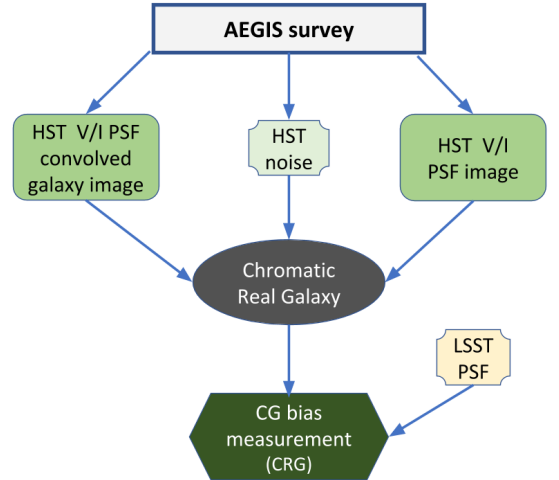 AEGIS survey
HST V/I PSF
convolved
galaxy image
HST
noise
HST V/I
PSF image
Chromatic
Real Galaxy
LSST
PSF
CG bias
measurement
(CRG)